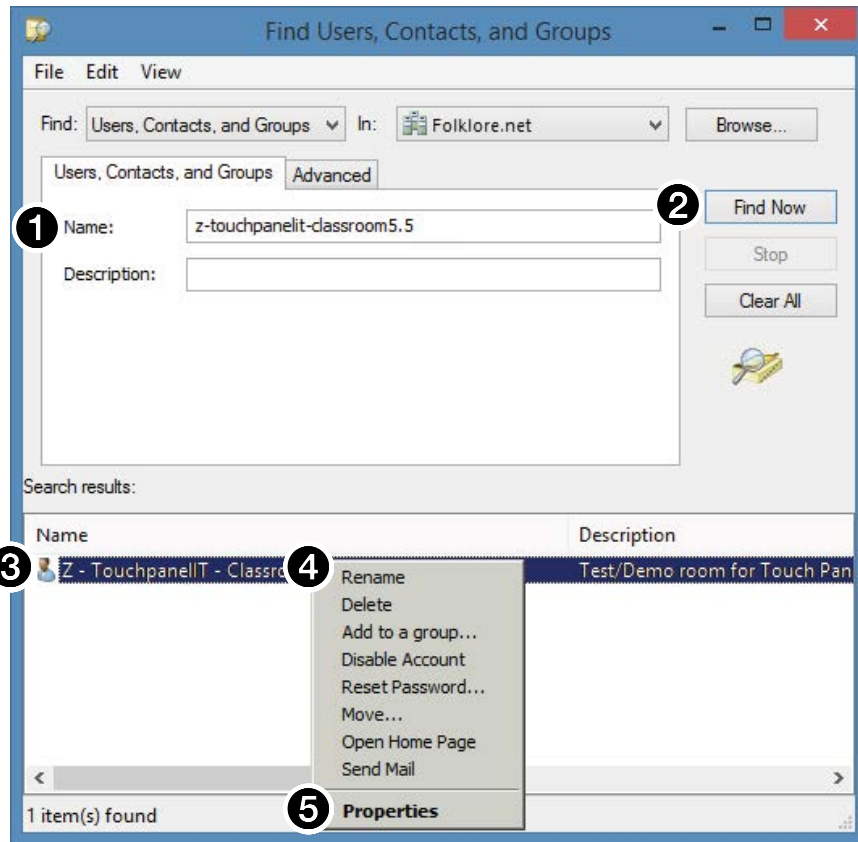 Find Users, Contacts, and Groups
File Edit View
Find: Users, Contacts, and Groups In: Folklore.net Browse...
Users, Contacts, and Groups Advanced
1 Name: z-touchpanelit-classroom5.5 2 Find Now
Stop
Description:
Clear All
Search results:
Name Description
3 Z - TouchpanelIT - Classro 4 Test/Demo room for Touch Pan
Rename
Delete
Add to a group...
Disable Account
Reset Password...
Move...
Open Home Page
Send Mail
5 Properties
1 item(s) found